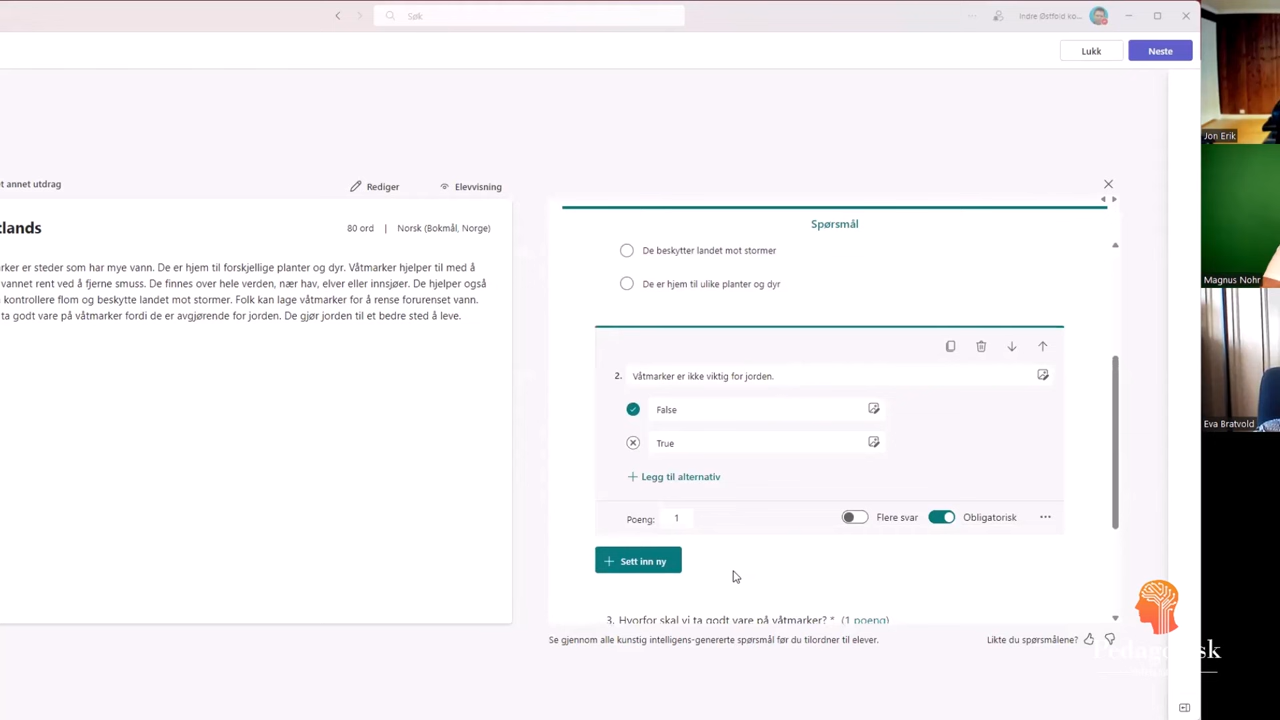 Søk
Indre Østfold ko...
Lukk
Neste
t annet utdrag
Rediger
Elevvisning
lands
80 ord | Norsk (Bokmål, Norge)
rker er steder som har mye vann. De er hjem til forskjellige planter og dyr. Våtmarker hjelper til med å
vannet rent ved å fjerne smuss. De finnes over hele verden, nær hav, elver eller innsjøer. De hjelper også
kontrollere flom og beskytte landet mot stormer. Folk kan lage våtmarker for å rense forurenset vann.
ta godt vare på våtmarker fordi de er avgjørende for jorden. De gjør jorden til et bedre sted å leve.
Spørsmål
De beskytter landet mot stormer
De er hjem til ulike planter og dyr
2. Våtmarker er ikke viktig for jorden.
False
True
Legg til alternativ
Poeng: 1
Flere svar
Obligatorisk
Sett inn ny
3. Hvorfor skal vi ta godt vare på våtmarker? * (1 poeng)
Se gjennom alle kunstig intelligens-genererte spørsmål før du tilordner til elever.
Likte du spørsmålene?
Jon Erik
Magnus Nohr
Eva Bratvold